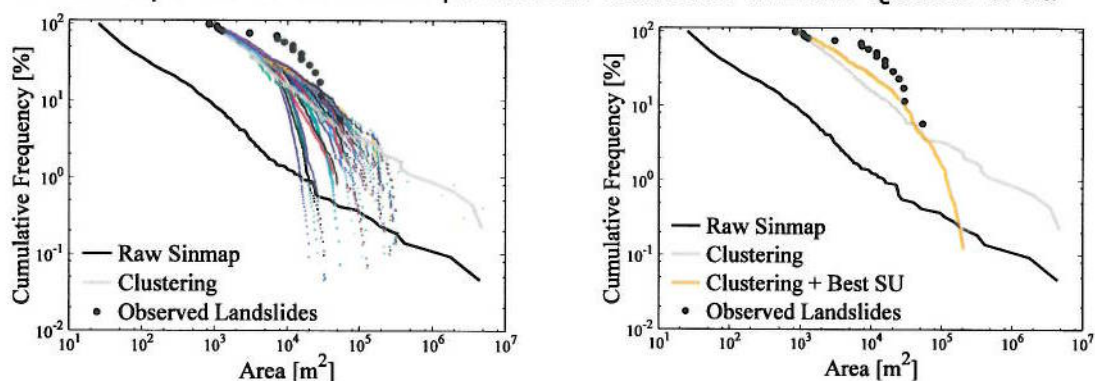 10²
10¹
10⁰
10⁻¹
10⁻²
Cumulative Frequency [%]
Raw Sinmap
Clustering
Observed Landslides
10¹ 10² 10³ 10⁴ 10⁵ 10⁶ 10⁷
Area [m²]
10²
10¹
10⁰
10⁻¹
10⁻²
Cumulative Frequency [%]
Raw Sinmap
Clustering
Clustering + Best SU
Observed Landslides
10¹ 10² 10³ 10⁴ 10⁵ 10⁶ 10⁷
Area [m²]